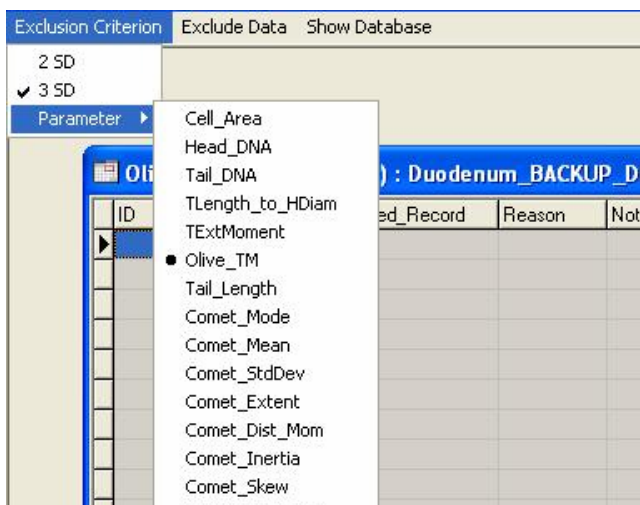 Exclusion Criterion Exclude Data Show Database
2 SD
3 SD
Parameter
Cell_Area
Head_DNA
Tail_DNA
TLength_to_HDiam
TExtMoment
Olive_TM
Tail_Length
Comet_Mode
Comet_Mean
Comet_StdDev
Comet_Extent
Comet_Dist_Mom
Comet_Inertia
Comet_Skew
Oli ) : Duodenum_BACKUP_D
ID ed_Record Reason Not